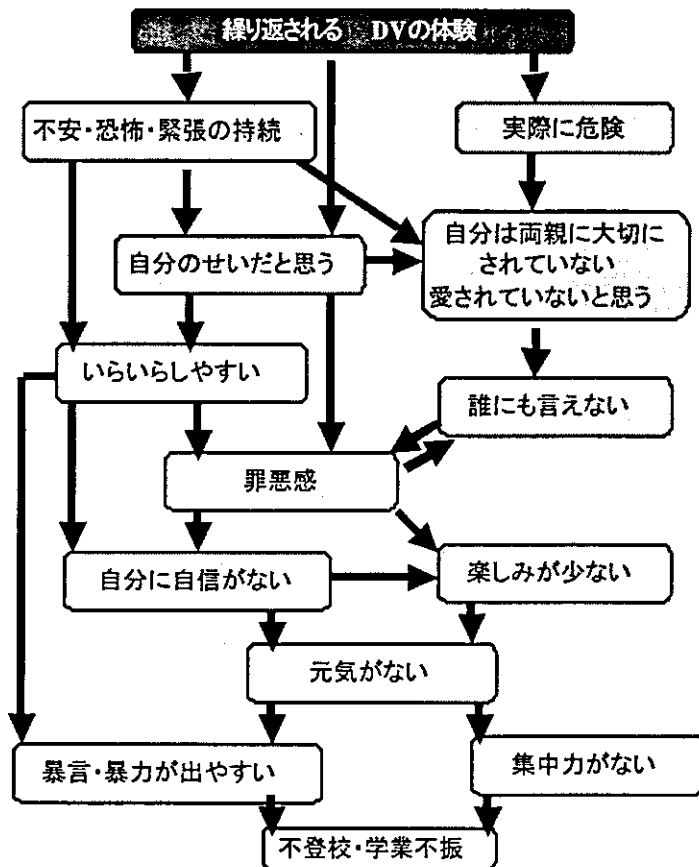 繰り返される DVの体験
不安・恐怖・緊張の持続
実際に危険
自分のせいだと思う
自分は両親に大切に
されていない
愛されていないと思う
いらいらしやすい
誰にも言えない
罪悪感
自分に自信がない
楽しみが少ない
元気がない
暴言・暴力が出やすい
集中力がない
不登校・学業不振